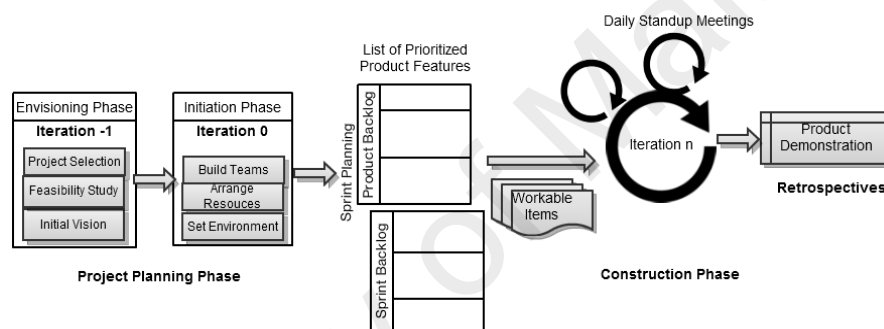 Daily Standup Meetings
List of Prioritized
Product Features
Envisioning Phase
Iteration -1
Project Selection
Feasibility Study
Initial Vision
Initiation Phase
Iteration 0
Build Teams
Arrange
Resouces
Set Environment
Project Planning Phase
Sprint Planning
Product Backlog
Sprint Backlog
Workable
Items
Iteration n
Construction Phase
Product
Demonstration
Retrospectives
of Ma